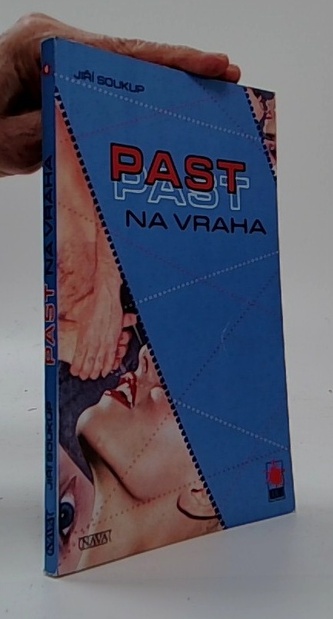 JIŘÍ SOUKUP
PAST
PAST
NA VRAHA
NAVA
JIŘÍ SOUKUP
PAST NA VRAHA